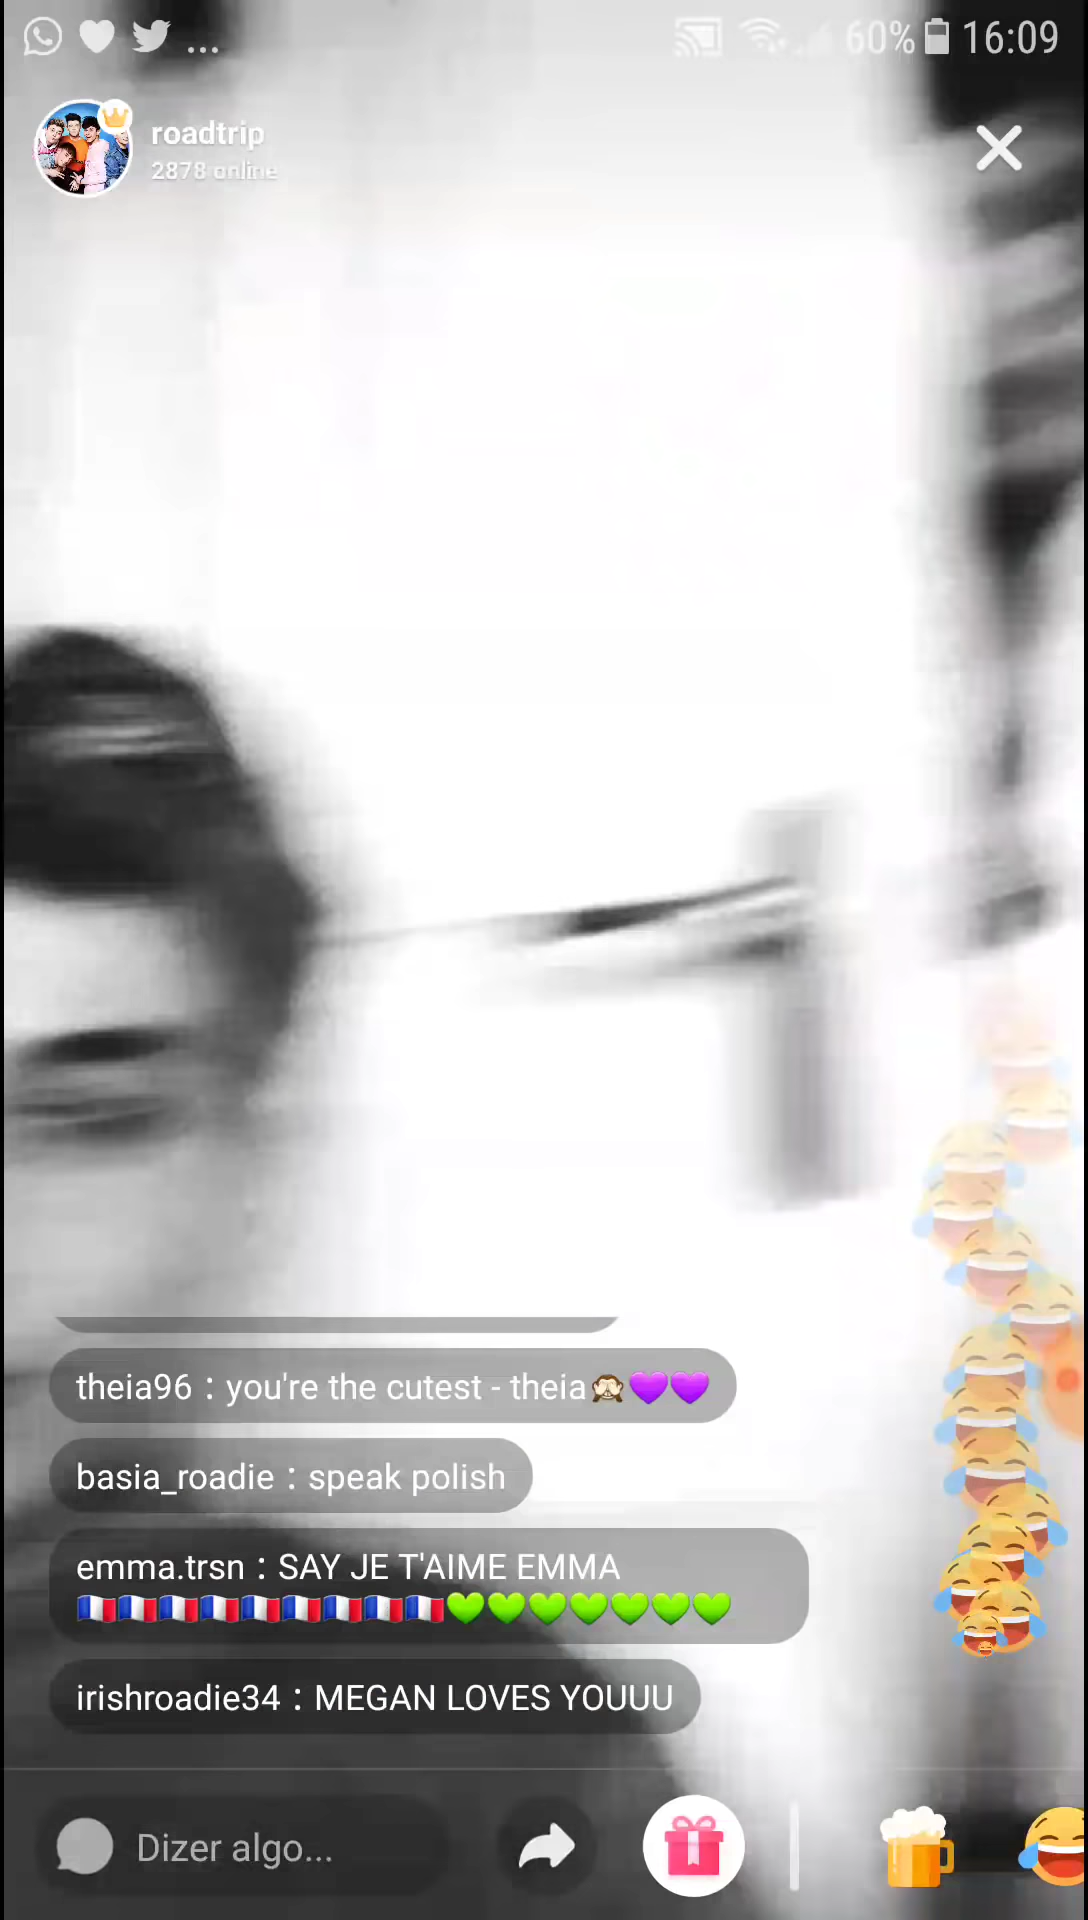 ... 60% 16:09
roadtrip
2878 online
theia96 : you're the cutest - theia🙈💜💜
basia_roadie : speak polish
emma.trsn : SAY JE T'AIME EMMA
🇫🇷🇫🇷🇫🇷🇫🇷🇫🇷🇫🇷🇫🇷🇫🇷🇫🇷💚💚💚💚💚💚💚
irishroadie34 : MEGAN LOVES YOUUU
Dizer algo...